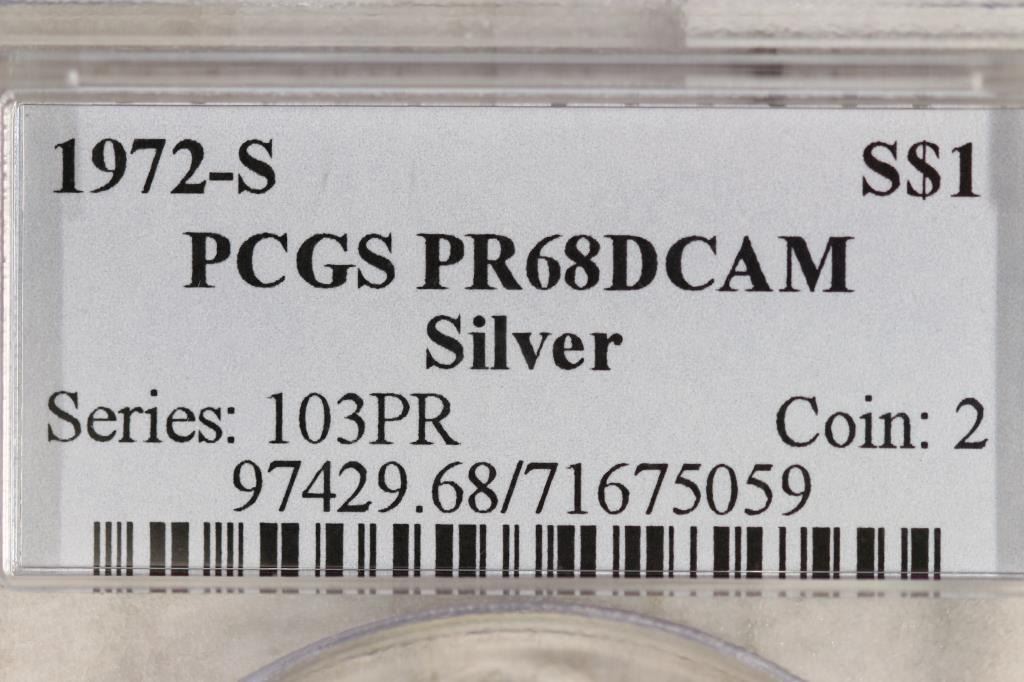 1972-S S$1
PCGS PR68DCAM
Silver
Series: 103PR Coin: 2
97429.68/71675059